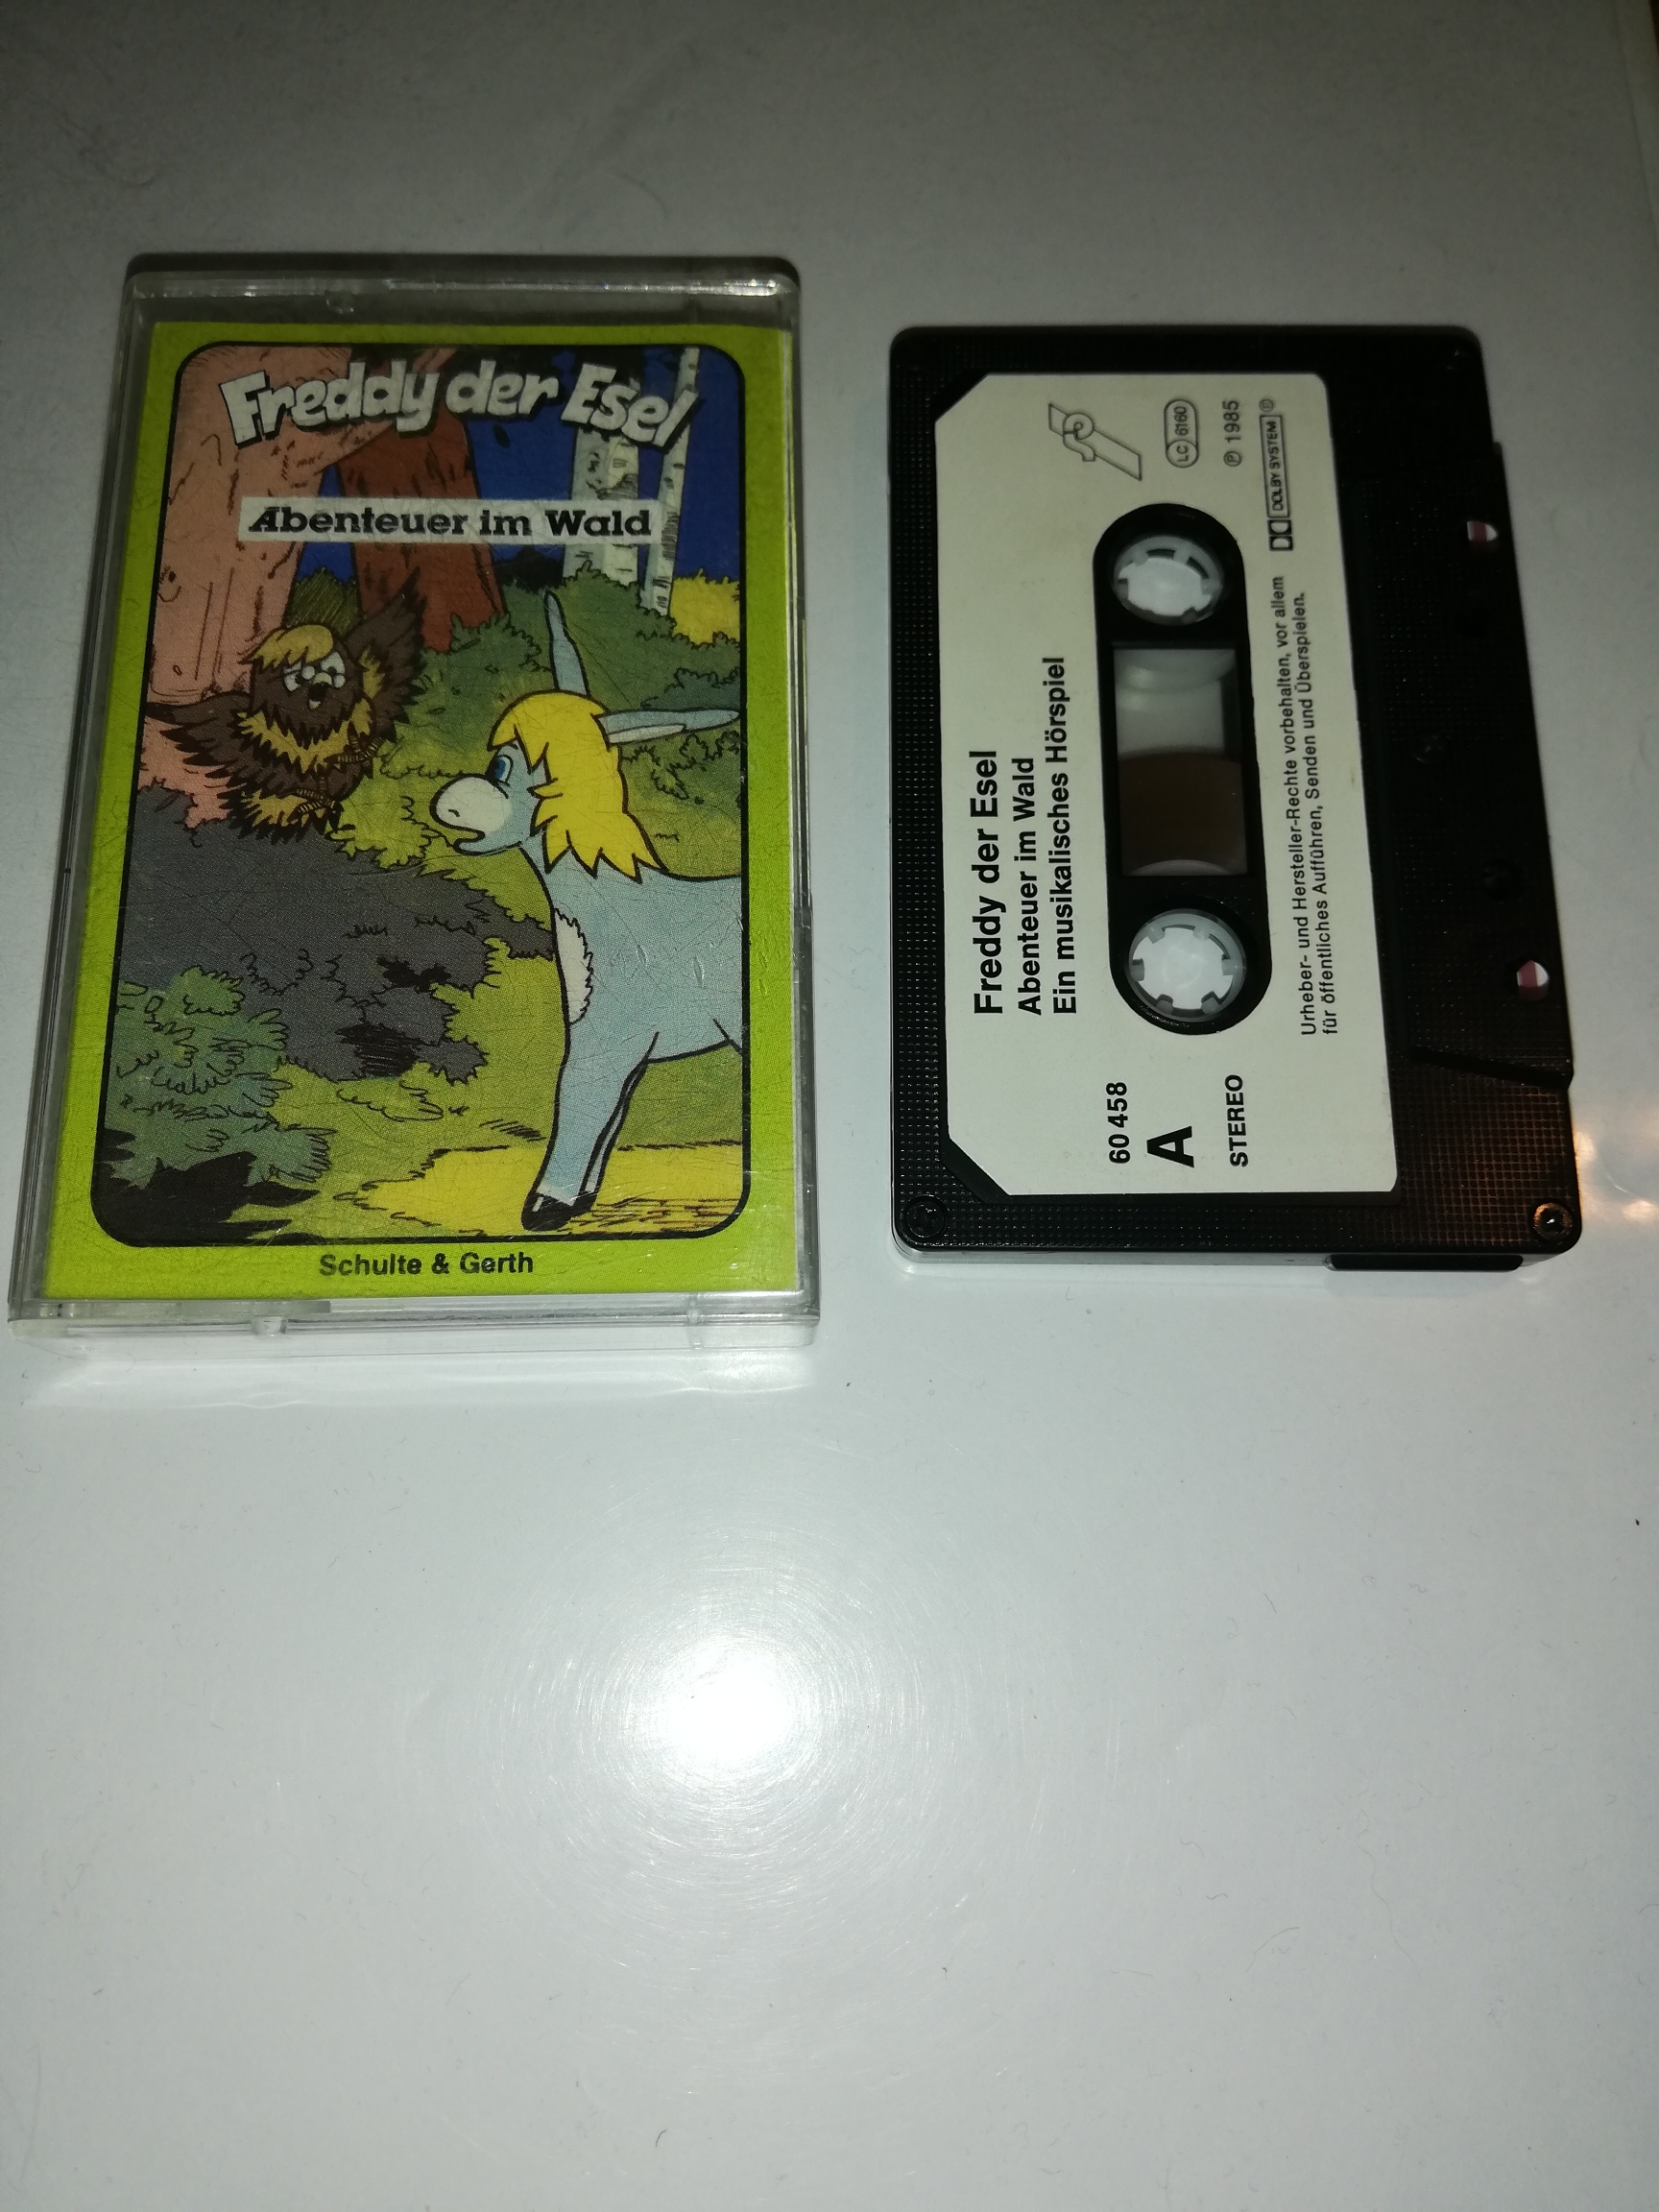 Freddy der Esel
Abenteuer im Wald
Schulte & Gerth
Freddy der Esel
Abenteuer im Wald
Ein musikalisches Hörspiel
60 458
A
STEREO
LC 6160
℗ 1985
DOLBY SYSTEM ®
Urheber- und Hersteller-Rechte vorbehalten, vor allem
für öffentliches Aufführen, Senden und Überspielen.